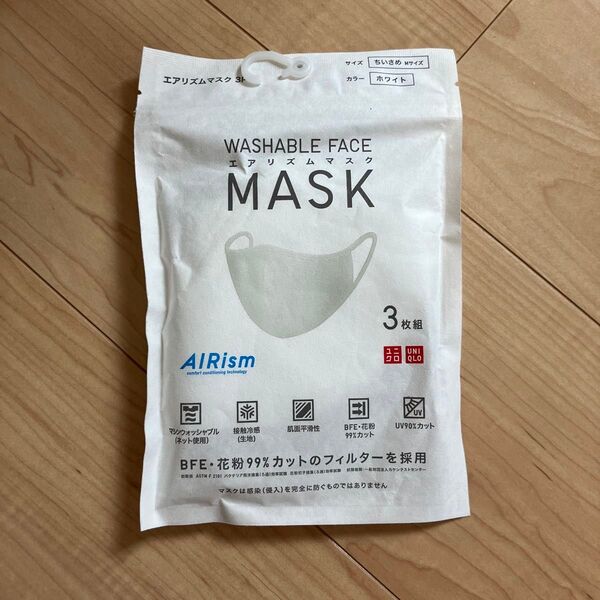 エアリズムマスク 3P
サイズ ちいさめ Mサイズ
カラー ホワイト
WASHABLE FACE
エアリズムマスク
MASK
3枚組
AIRism
comfort conditioning technology
ユニクロ
UNIQLO
マシンウォッシャブル
(ネット使用)
接触冷感
(生地)
肌面平滑性
BFE・花粉
99%カット
UV
UV90%カット
BFE・花粉99%カットのフィルターを採用
マスクは感染(侵入)を完全に防ぐものではありません